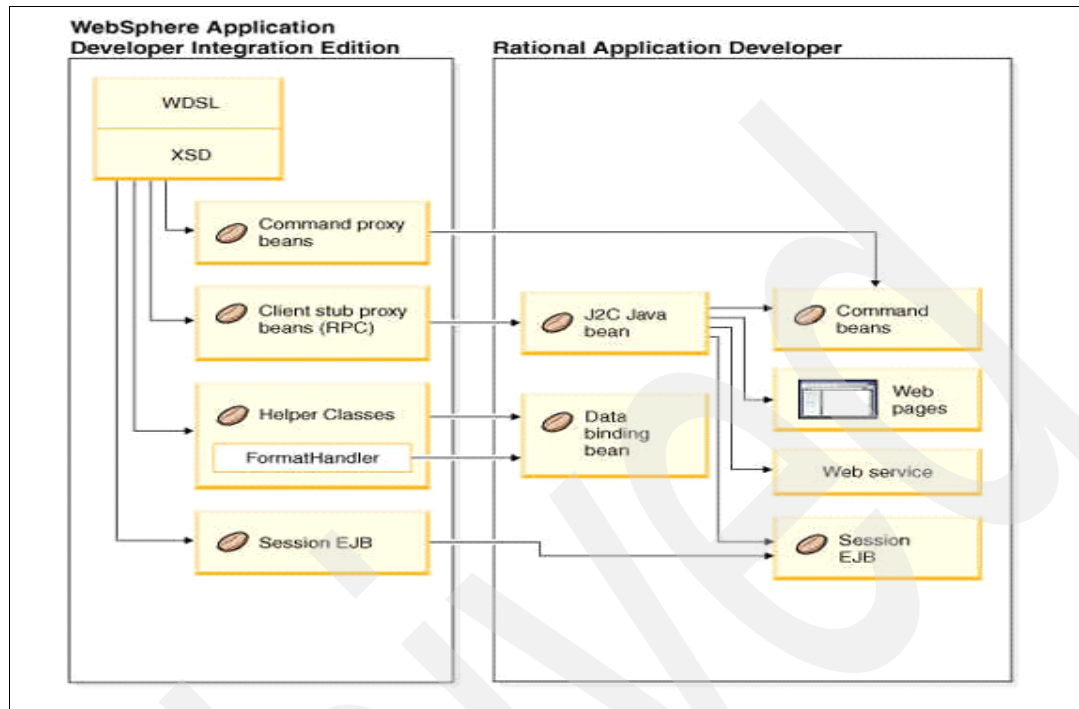 WebSphere Application
Developer Integration Edition
Rational Application Developer
WDSL
XSD
Command proxy
beans
Client stub proxy
beans (RPC)
Helper Classes
FormatHandler
Session EJB
J2C Java
bean
Data
binding
bean
Command
beans
Web
pages
Web service
Session
EJB